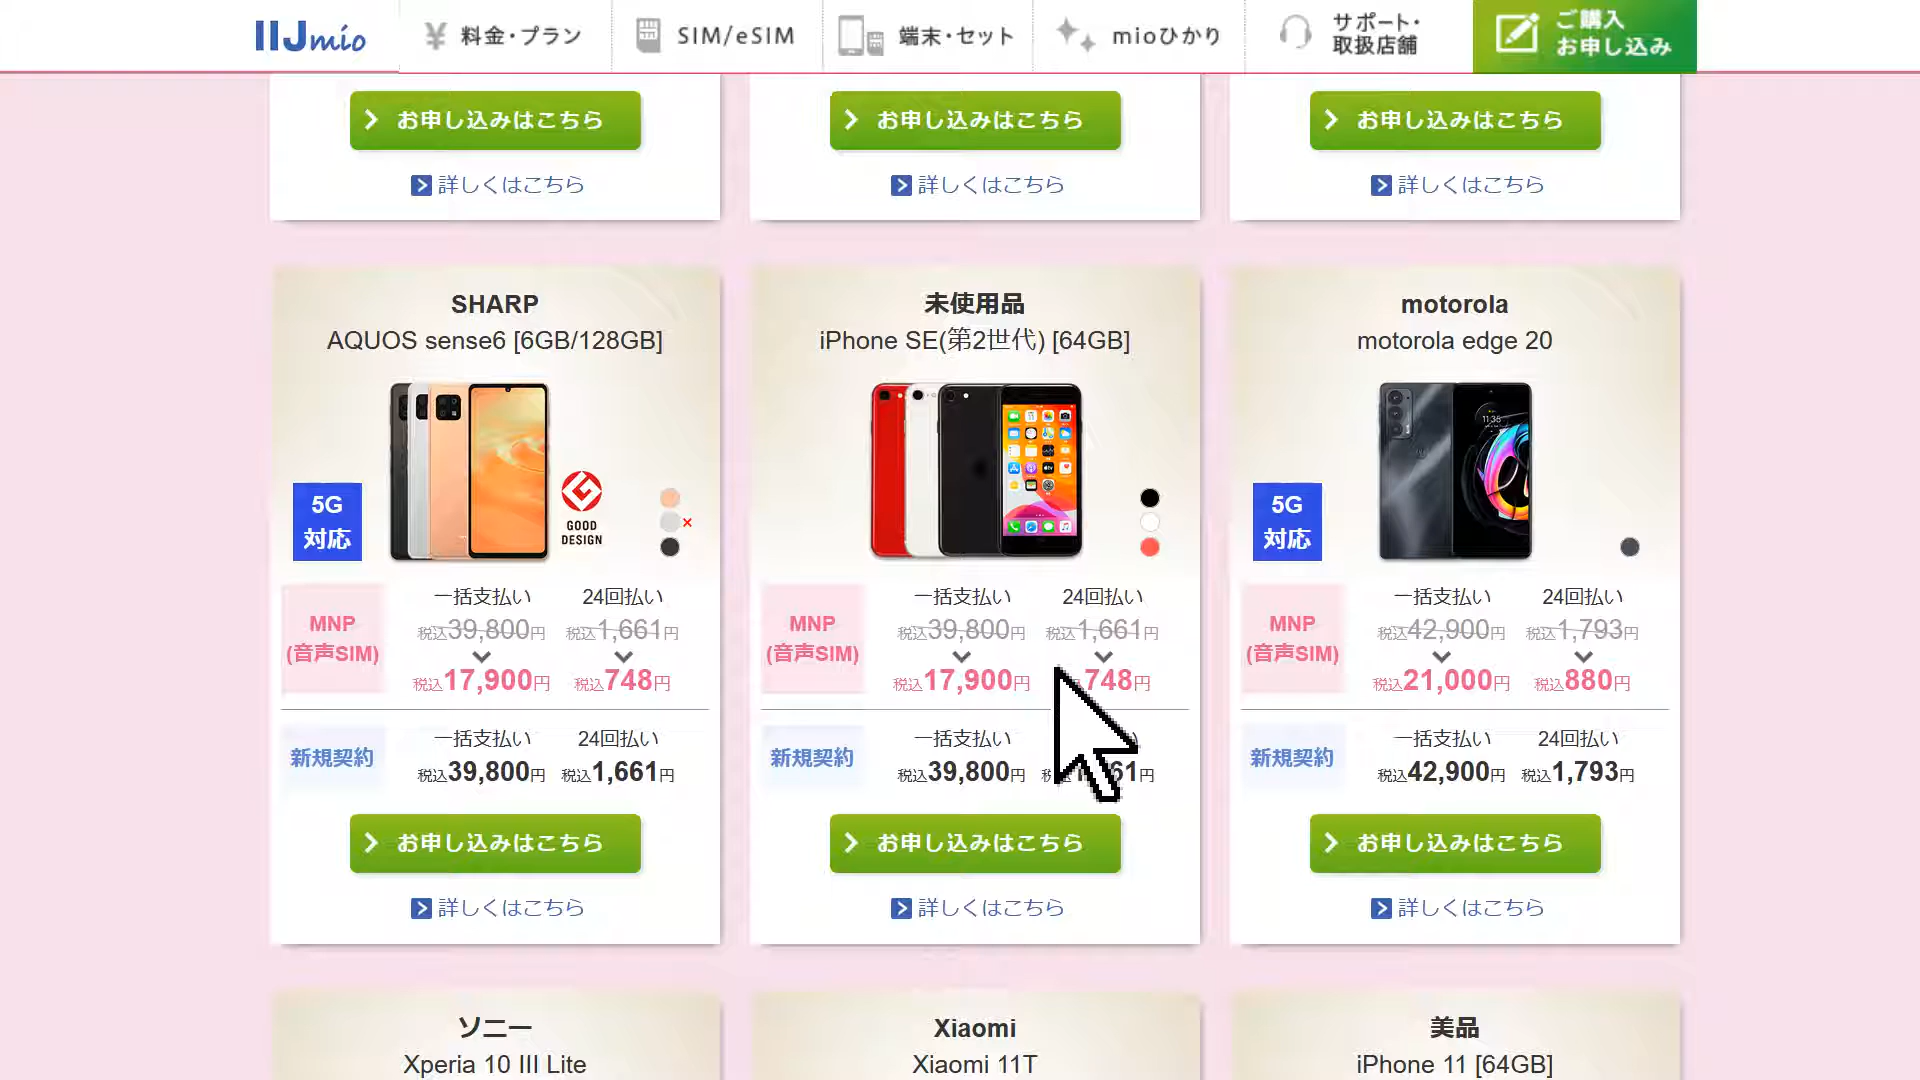 IIJmio
料金・プラン
SIM/eSIM
端末・セット
mioひかり
サポート・
取扱店舗
ご購入
お申し込み
お申し込みはこちら
お申し込みはこちら
お申し込みはこちら
詳しくはこちら
詳しくはこちら
詳しくはこちら
SHARP
AQUOS sense6 [6GB/128GB]
5G
対応
GOOD
DESIGN
MNP
(音声SIM)
一括支払い 24回払い
税込39,800円 税込1,661円
税込17,900円 税込748円
新規契約
一括支払い 24回払い
税込39,800円 税込1,661円
お申し込みはこちら
詳しくはこちら
未使用品
iPhone SE(第2世代) [64GB]
MNP
(音声SIM)
一括支払い 24回払い
税込39,800円 税込1,661円
税込17,900円 748円
新規契約
一括支払い
税込39,800円 61円
お申し込みはこちら
詳しくはこちら
motorola
motorola edge 20
11:35
5G
対応
MNP
(音声SIM)
一括支払い 24回払い
税込42,900円 税込1,793円
税込21,000円 税込880円
新規契約
一括支払い 24回払い
税込42,900円 税込1,793円
お申し込みはこちら
詳しくはこちら
ソニー
Xperia 10 III Lite
Xiaomi
Xiaomi 11T
美品
iPhone 11 [64GB]